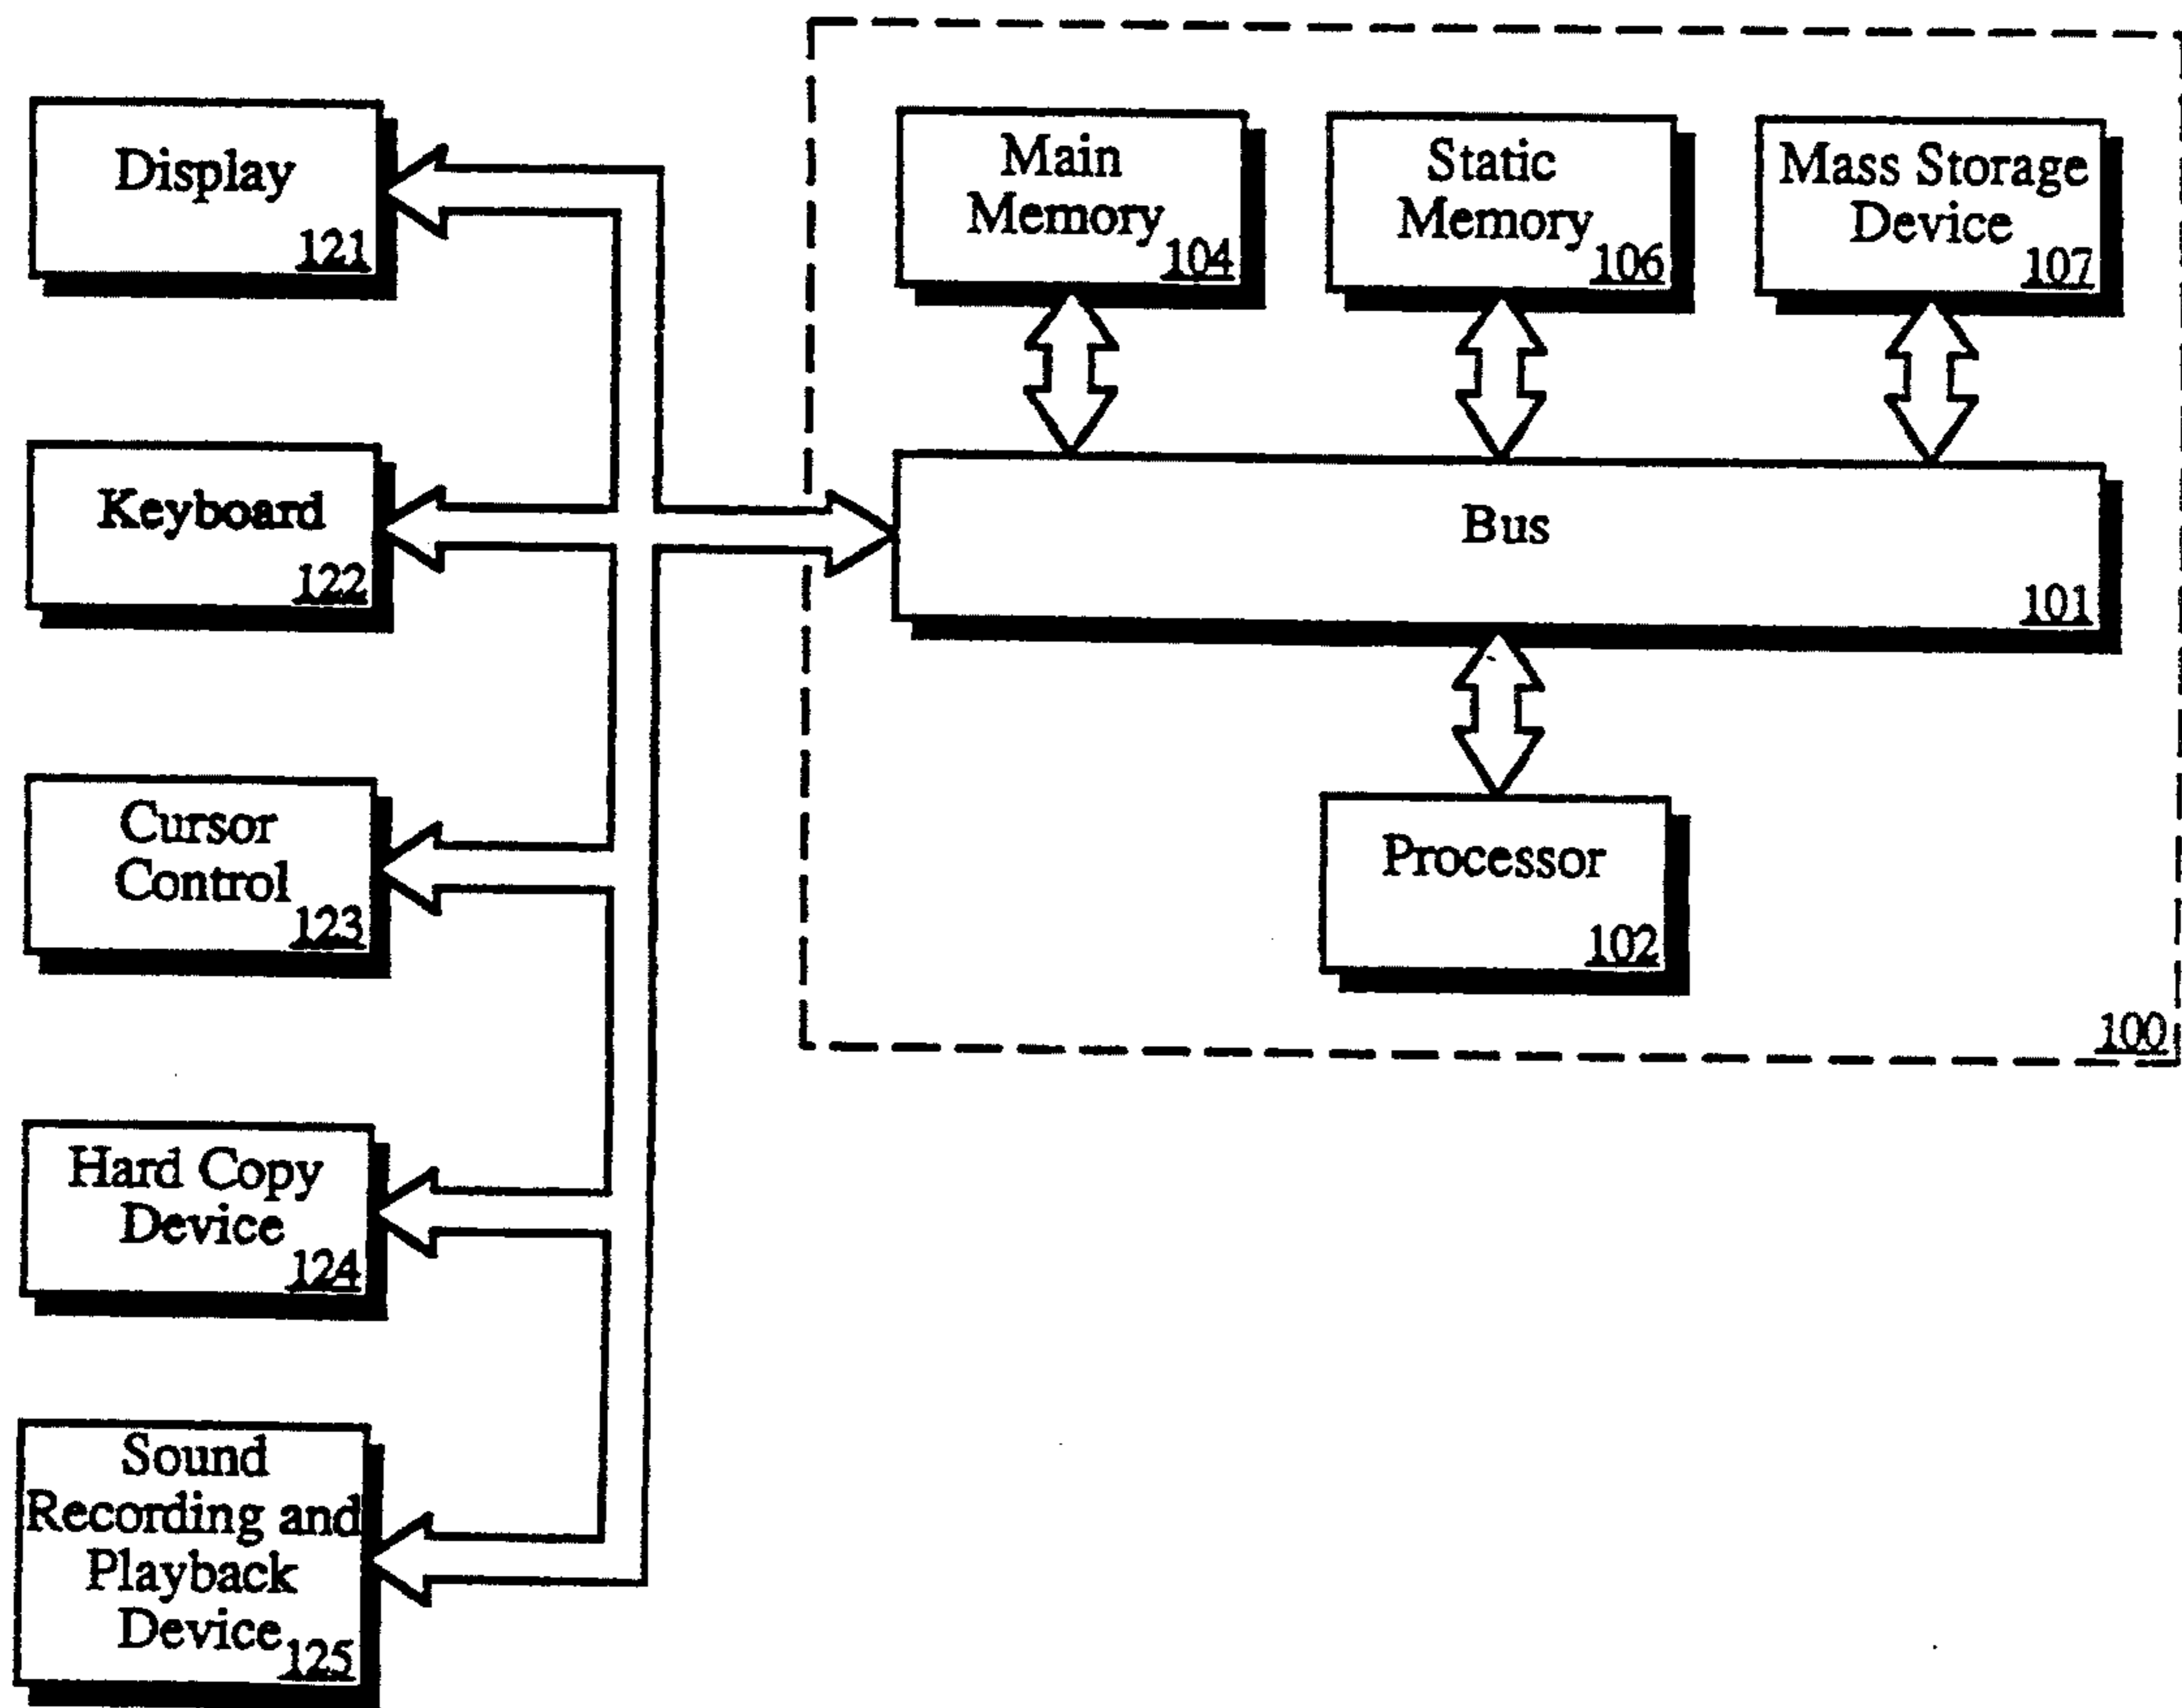 Display
121
Keyboard
122
Cursor
Control
123
Hard Copy
Device
124
Sound
Recording and
Playback
Device
125
Main
Memory
104
Static
Memory
106
Mass Storage
Device
107
Bus
101
Processor
102
100